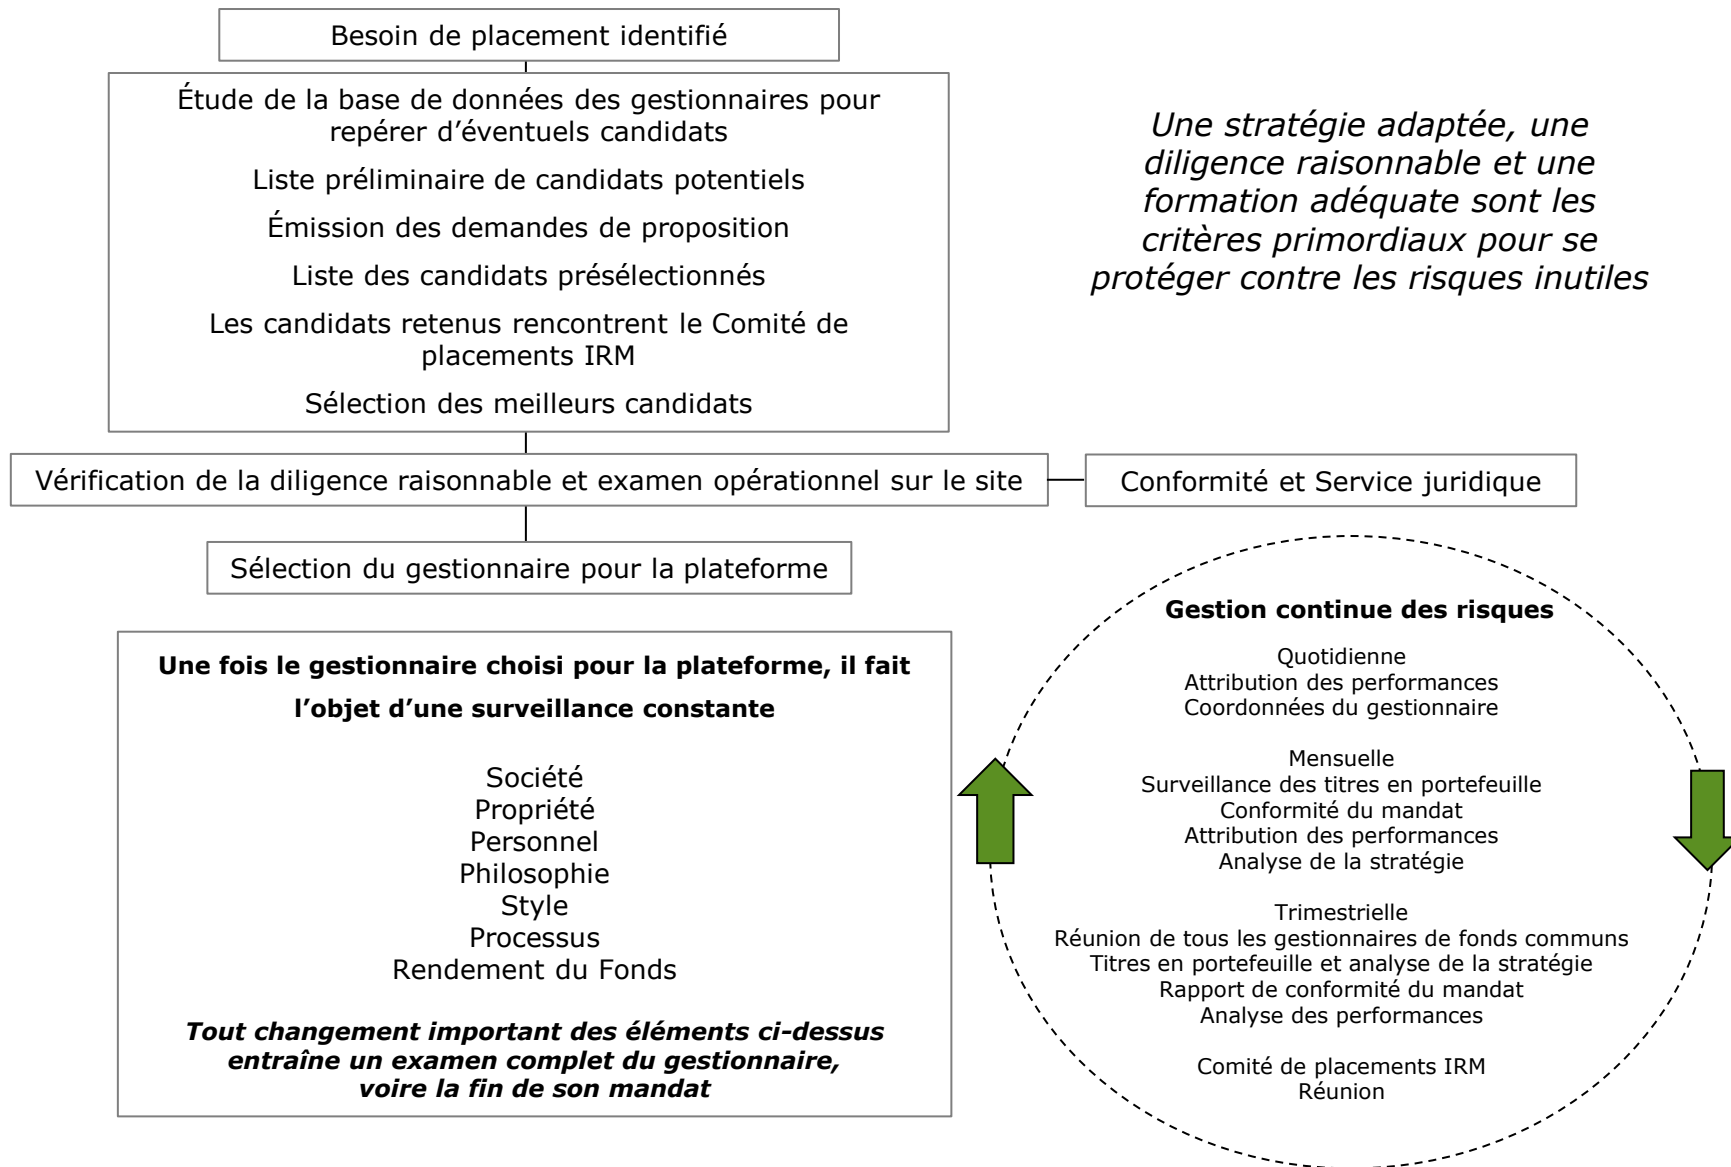 Besoin de placement identifié
Étude de la base de données des gestionnaires pour
repérer d’éventuels candidats
Liste préliminaire de candidats potentiels
Émission des demandes de proposition
Liste des candidats présélectionnés
Les candidats retenus rencontrent le Comité de
placements IRM
Sélection des meilleurs candidats
Une stratégie adaptée, une
diligence raisonnable et une
formation adéquate sont les
critères primordiaux pour se
protéger contre les risques inutiles
Vérification de la diligence raisonnable et examen opérationnel sur le site
Conformité et Service juridique
Sélection du gestionnaire pour la plateforme
Une fois le gestionnaire choisi pour la plateforme, il fait
l’objet d’une surveillance constante
Société
Propriété
Personnel
Philosophie
Style
Processus
Rendement du Fonds
Tout changement important des éléments ci-dessus
entraîne un examen complet du gestionnaire,
voire la fin de son mandat
Gestion continue des risques
Quotidienne
Attribution des performances
Coordonnées du gestionnaire
Mensuelle
Surveillance des titres en portefeuille
Conformité du mandat
Attribution des performances
Analyse de la stratégie
Trimestrielle
Réunion de tous les gestionnaires de fonds communs
Titres en portefeuille et analyse de la stratégie
Rapport de conformité du mandat
Analyse des performances
Comité de placements IRM
Réunion